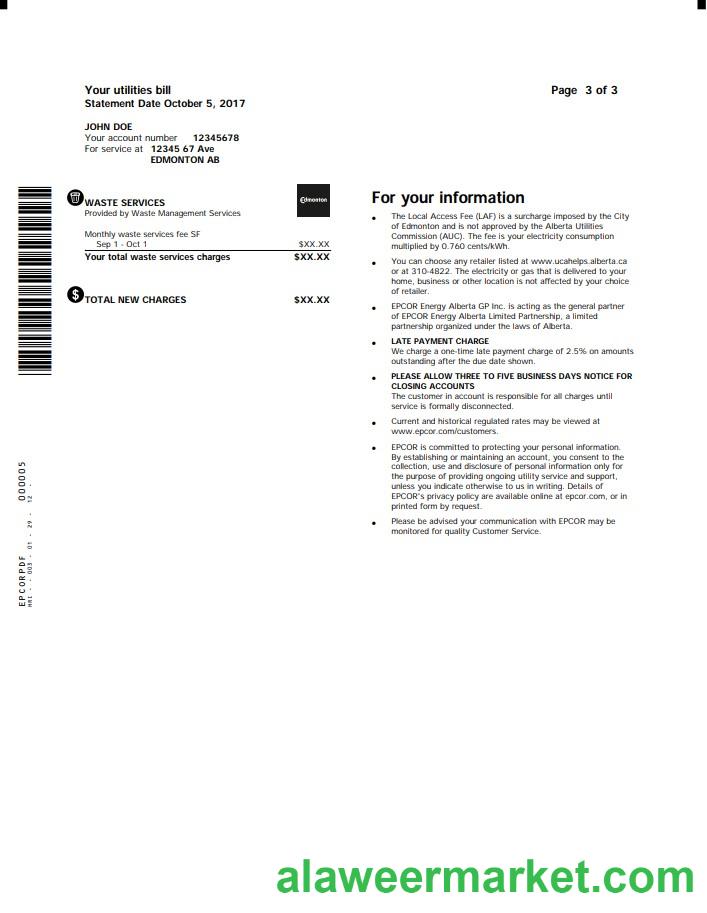 Your utilities bill
Statement Date October 5, 2017
Page 3 of 3
JOHN DOE
Your account number 12345678
For service at 12345 67 Ave
EDMONTON AB
WASTE SERVICES
Provided by Waste Management Services
Edmonton
Monthly waste services fee SF
Sep 1 - Oct 1 $XX.XX
Your total waste services charges $XX.XX
$
TOTAL NEW CHARGES $XX.XX
For your information
• The Local Access Fee (LAF) is a surcharge imposed by the City
of Edmonton and is not approved by the Alberta Utilities
Commission (AUC). The fee is your electricity consumption
multiplied by 0.760 cents/kWh.
• You can choose any retailer listed at www.ucahelps.alberta.ca
or at 310-4822. The electricity or gas that is delivered to your
home, business or other location is not affected by your choice
of retailer.
• EPCOR Energy Alberta GP Inc. is acting as the general partner
of EPCOR Energy Alberta Limited Partnership, a limited
partnership organized under the laws of Alberta.
• LATE PAYMENT CHARGE
We charge a one-time late payment charge of 2.5% on amounts
outstanding after the due date shown.
• PLEASE ALLOW THREE TO FIVE BUSINESS DAYS NOTICE FOR
CLOSING ACCOUNTS
The customer in account is responsible for all charges until
service is formally disconnected.
• Current and historical regulated rates may be viewed at
www.epcor.com/customers.
• EPCOR is committed to protecting your personal information.
By establishing or maintaining an account, you consent to the
collection, use and disclosure of personal information only for
the purpose of providing ongoing utility service and support,
unless you indicate otherwise to us in writing. Details of
EPCOR's privacy policy are available online at epcor.com, or in
printed form by request.
• Please be advised your communication with EPCOR may be
monitored for quality Customer Service.
EPCORPDF 000005
HRI - - 003 - 01 - 29 - 12 -
alaweermarket.com